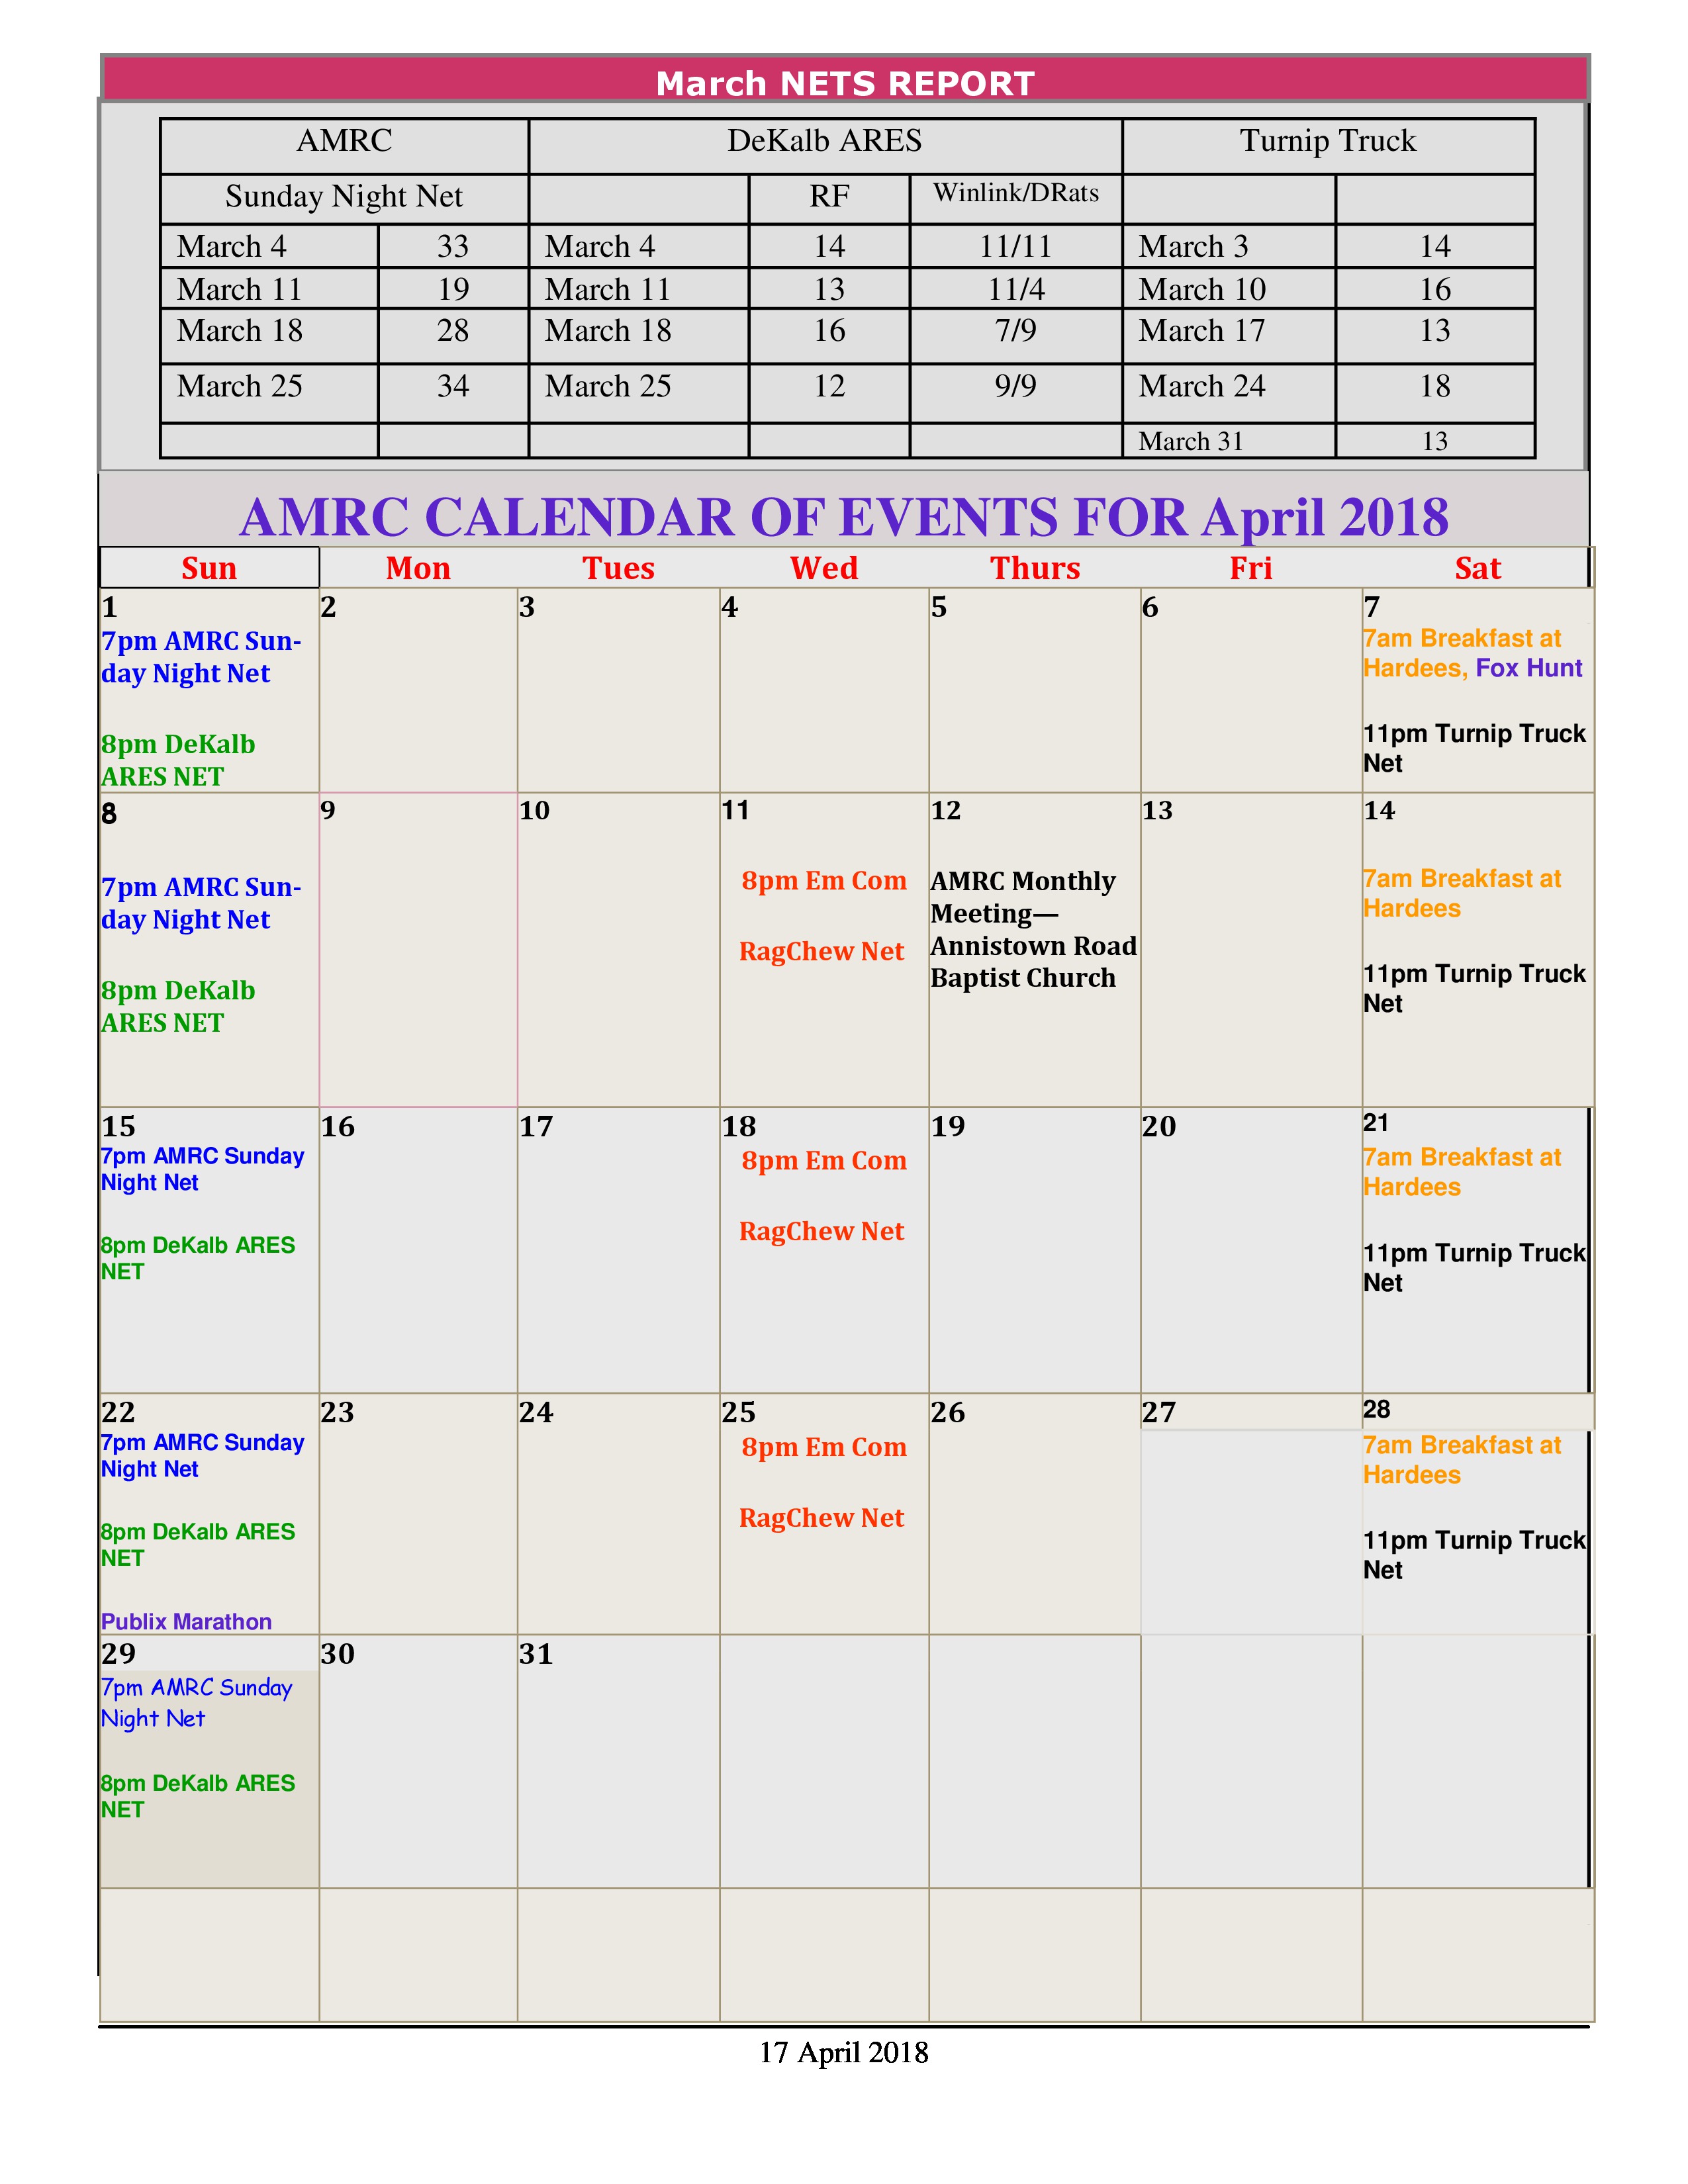 March NETS REPORT
AMRC DeKalb ARES Turnip Truck
Sunday Night Net RF Winlink/DRats
March 4 33 March 4 14 11/11 March 3 14
March 11 19 March 11 13 11/4 March 10 16
March 18 28 March 18 16 7/9 March 17 13
March 25 34 March 25 12 9/9 March 24 18
March 31 13
AMRC CALENDAR OF EVENTS FOR April 2018
Sun Mon Tues Wed Thurs Fri Sat
1
7pm AMRC Sun-
day Night Net
8pm DeKalb
ARES NET
2
3
4
5
6
7
7am Breakfast at
Hardees, Fox Hunt
11pm Turnip Truck
Net
8
7pm AMRC Sun-
day Night Net
8pm DeKalb
ARES NET
9
10
11
8pm Em Com
RagChew Net
12
AMRC Monthly
Meeting—
Annistown Road
Baptist Church
13
14
7am Breakfast at
Hardees
11pm Turnip Truck
Net
15
7pm AMRC Sunday
Night Net
8pm DeKalb ARES
NET
16
17
18
8pm Em Com
RagChew Net
19
20
21
7am Breakfast at
Hardees
11pm Turnip Truck
Net
22
7pm AMRC Sunday
Night Net
8pm DeKalb ARES
NET
Publix Marathon
23
24
25
8pm Em Com
RagChew Net
26
27
28
7am Breakfast at
Hardees
11pm Turnip Truck
Net
29
7pm AMRC Sunday
Night Net
8pm DeKalb ARES
NET
30
31
17 April 2018